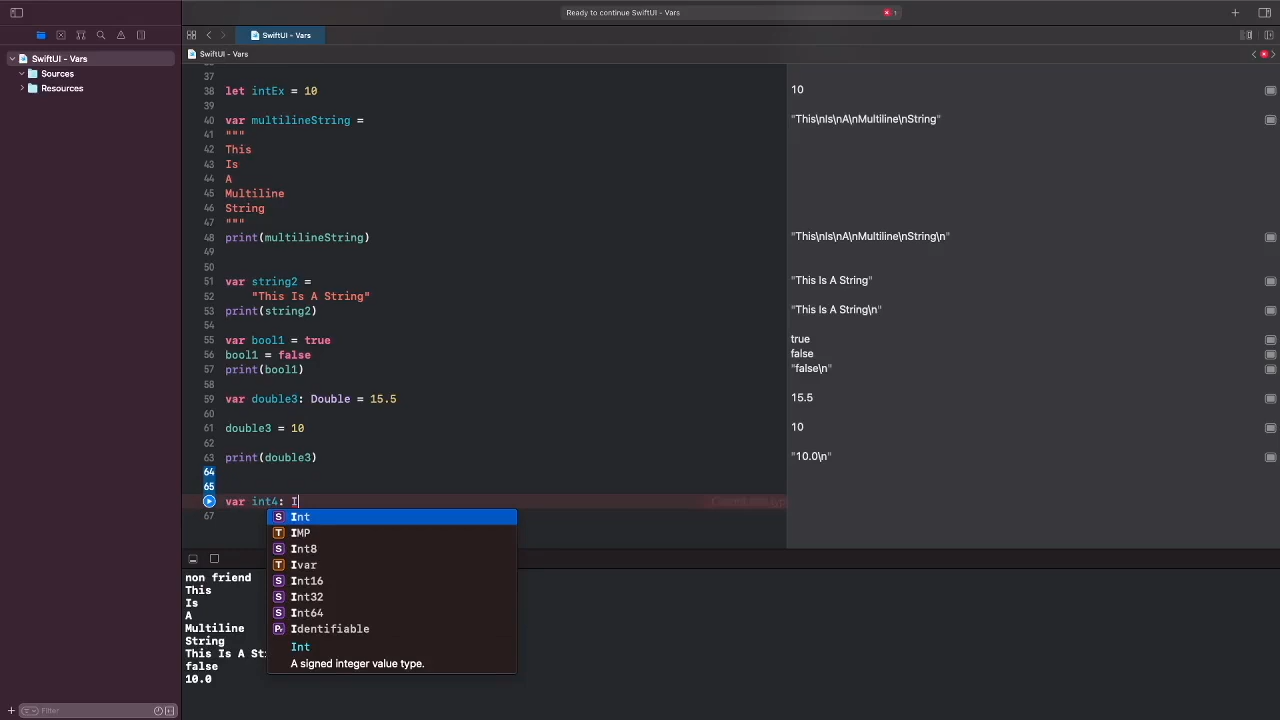 Ready to continue SwiftUI - Vars
SwiftUI - Vars
SwiftUI - Vars
Sources
Resources
SwiftUI - Vars
37
38 let intEx = 10
10
39
40 var multilineString =
"This\nIs\nA\nMultiline\nString"
41 """
42 This
43 Is
44 A
45 Multiline
46 String
47 """
48 print(multilineString)
"This\nIs\nA\nMultiline\nString\n"
49
50
51 var string2 =
"This Is A String"
52 "This Is A String"
53 print(string2)
"This Is A String\n"
54
55 var bool1 = true
true
56 bool1 = false
false
57 print(bool1)
"false\n"
58
59 var double3: Double = 15.5
15.5
60
61 double3 = 10
10
62
63 print(double3)
"10.0\n"
64
65
var int4: I
67
S Int
T IMP
S Int8
T Ivar
S Int16
S Int32
S Int64
Pr Identifiable
Int
A signed integer value type.
non friend
This
Is
A
Multiline
String
This Is A St
false
10.0
Filter